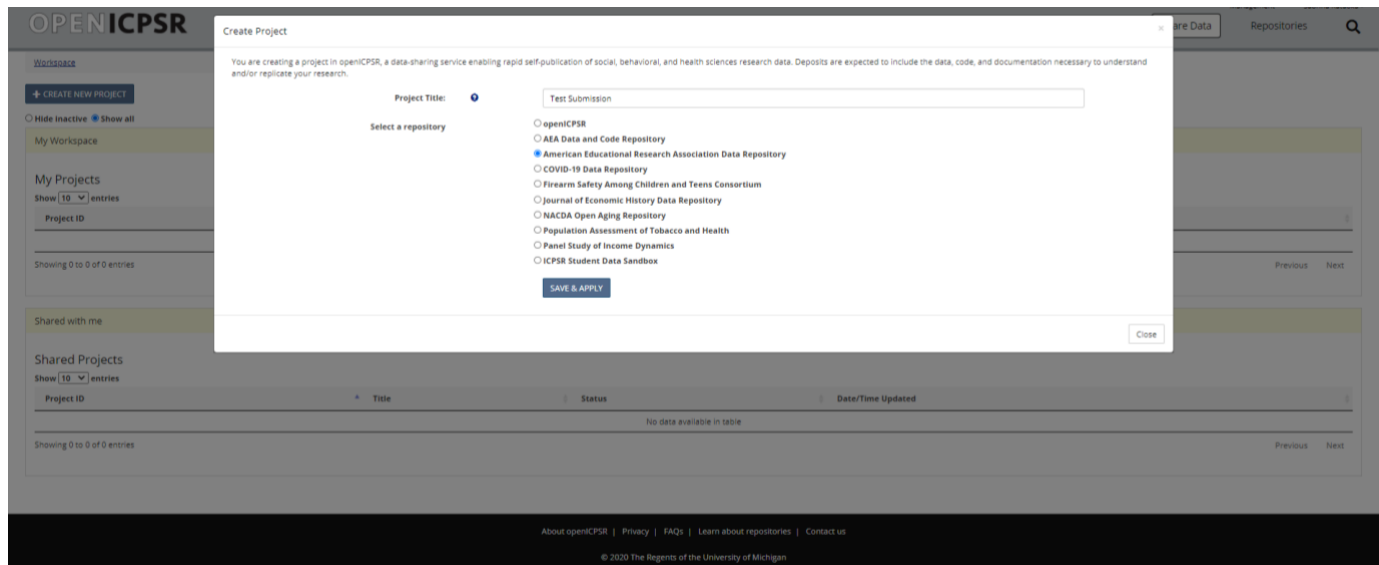 OPENICPSR
are Data
Repositories
Workspace
+ CREATE NEW PROJECT
Hide inactive Show all
My Workspace
My Projects
Show 10 entries
Project ID
Showing 0 to 0 of 0 entries
Previous Next
Create Project
×
You are creating a project in openICPSR, a data-sharing service enabling rapid self-publication of social, behavioral, and health sciences research data. Deposits are expected to include the data, code, and documentation necessary to understand
and/or replicate your research.
Project Title: ? Test Submission
Select a repository
openICPSR
AEA Data and Code Repository
American Educational Research Association Data Repository
COVID-19 Data Repository
Firearm Safety Among Children and Teens Consortium
Journal of Economic History Data Repository
NACDA Open Aging Repository
Population Assessment of Tobacco and Health
Panel Study of Income Dynamics
ICPSR Student Data Sandbox
SAVE & APPLY
Close
Shared with me
Shared Projects
Show 10 entries
Project ID Title Status Date/Time Updated
No data available in table
Showing 0 to 0 of 0 entries
Previous Next
About openICPSR | Privacy | FAQs | Learn about repositories | Contact us
© 2020 The Regents of the University of Michigan